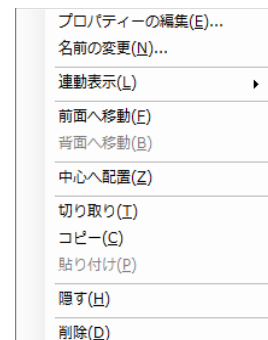 プロパティーの編集(E)...
名前の変更(N)...
連動表示(L)
前面へ移動(F)
背面へ移動(B)
中心へ配置(Z)
切り取り(T)
コピー(C)
貼り付け(P)
隠す(H)
削除(D)